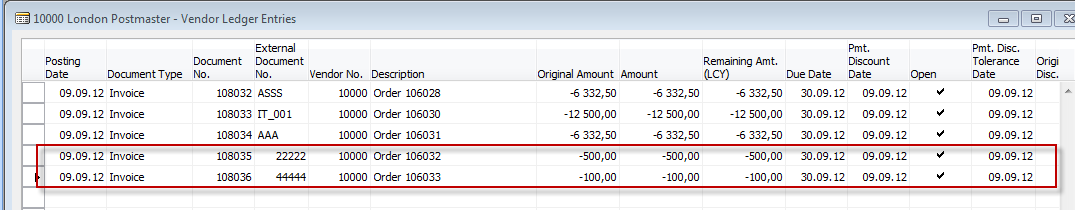 10000 London Postmaster - Vendor Ledger Entries
Posting Date Document Type Document No. External Document No. Vendor No. Description Original Amount Amount Remaining Amt. (LCY) Due Date Pmt. Discount Date Open Pmt. Disc. Tolerance Date Origi Disc.
09.09.12 Invoice 108032 ASSS 10000 Order 106028 -6 332,50 -6 332,50 -6 332,50 30.09.12 09.09.12 ✔ 09.09.12
09.09.12 Invoice 108033 IT_001 10000 Order 106030 -12 500,00 -12 500,00 -12 500,00 30.09.12 09.09.12 ✔ 09.09.12
09.09.12 Invoice 108034 AAA 10000 Order 106031 -6 332,50 -6 332,50 -6 332,50 30.09.12 09.09.12 ✔ 09.09.12
09.09.12 Invoice 108035 22222 10000 Order 106032 -500,00 -500,00 -500,00 30.09.12 09.09.12 ✔ 09.09.12
09.09.12 Invoice 108036 44444 10000 Order 106033 -100,00 -100,00 -100,00 30.09.12 09.09.12 ✔ 09.09.12